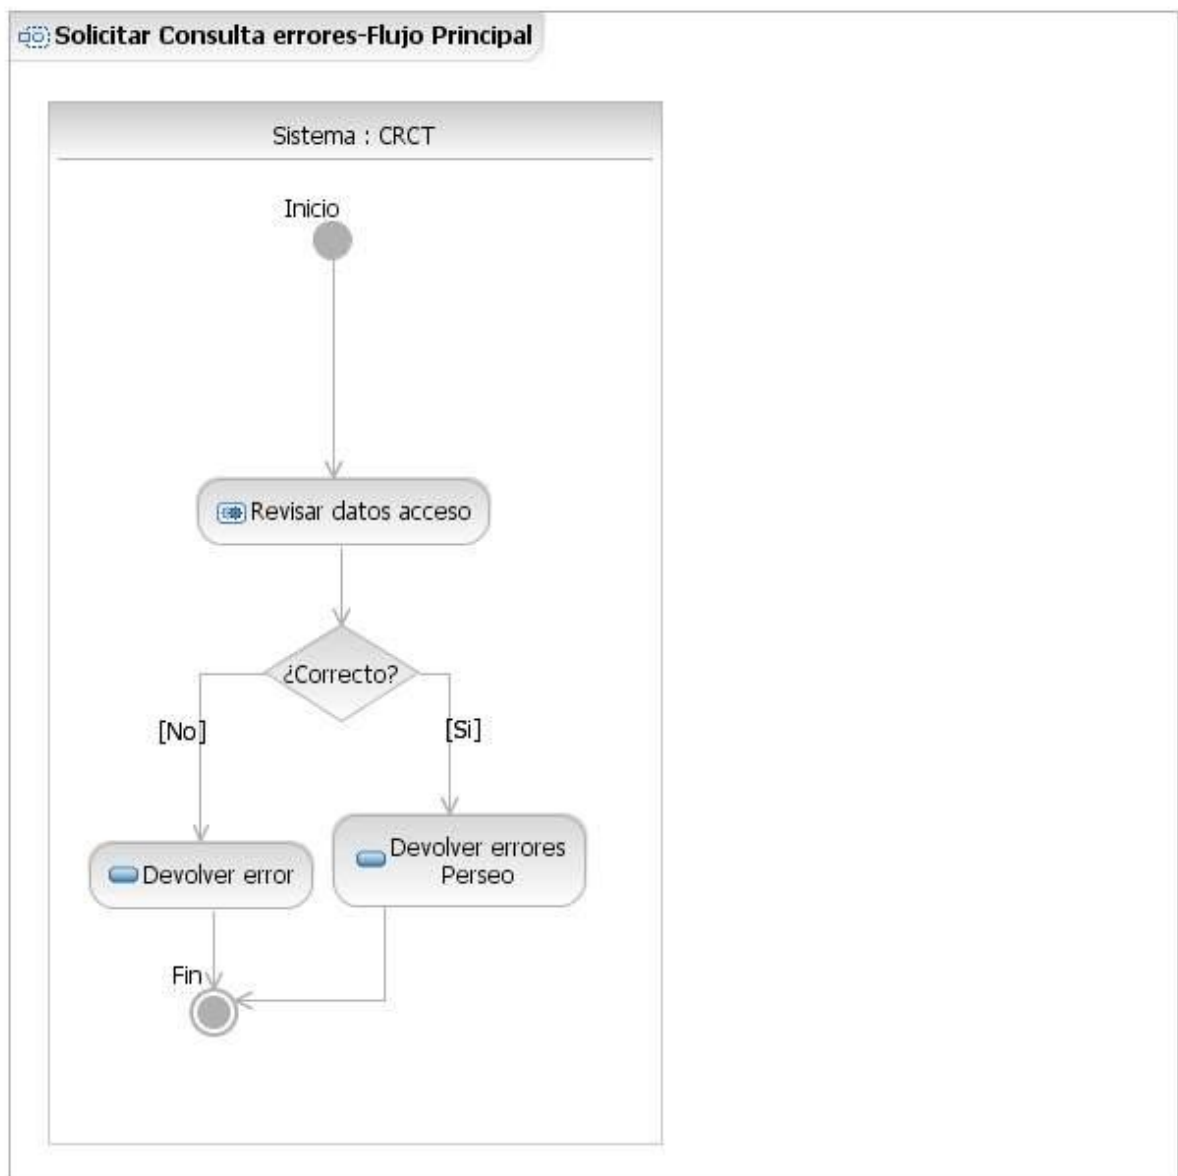 Solicitar Consulta errores-Flujo Principal
Sistema : CRCT
Inicio
Revisar datos acceso
¿Correcto?
[No]
[Si]
Devolver error
Devolver errores
Perseo
Fin